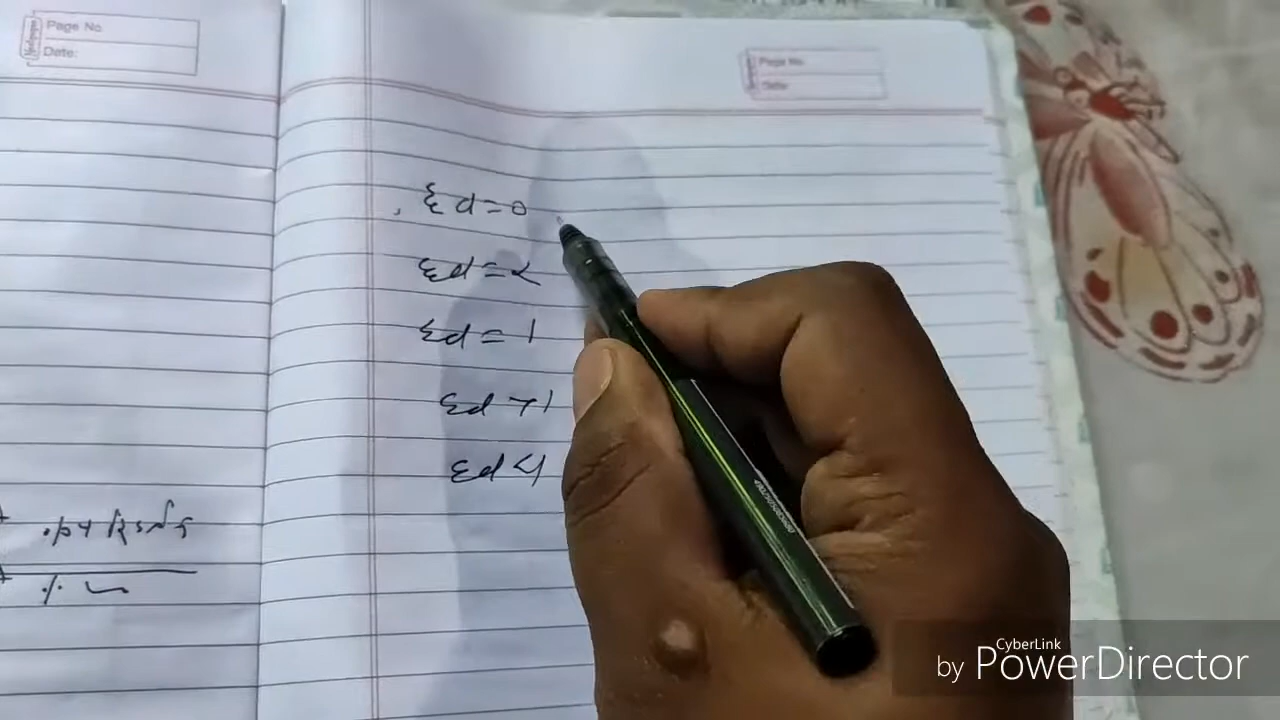 Page No.
Date:
Page No.
Date:
Ed = 0
Ed = ∝
Ed = 1
Ed > 1
Ed < 1
CyberLink
by PowerDirector